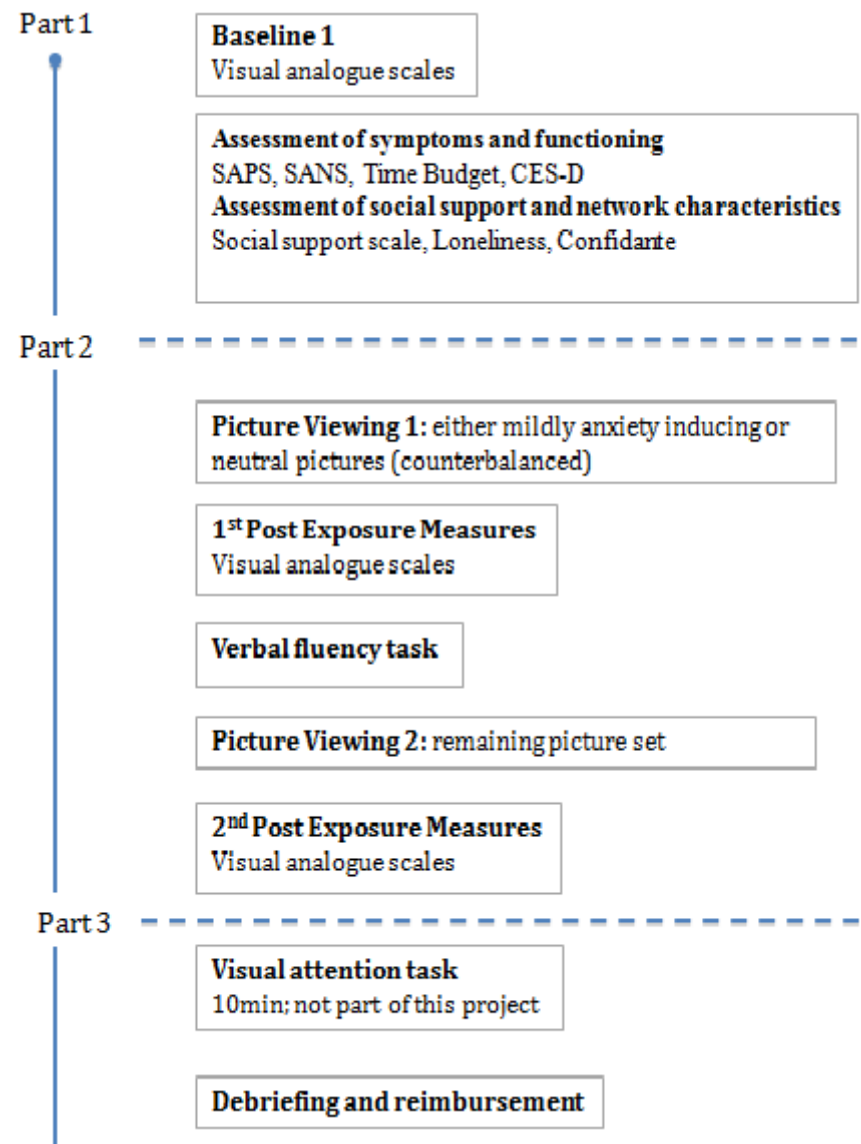 Part 1
Baseline 1
Visual analogue scales
Assessment of symptoms and functioning
SAPS, SANS, Time Budget, CES-D
Assessment of social support and network characteristics
Social support scale, Loneliness, Confidante
Part 2
Picture Viewing 1: either mildly anxiety inducing or
neutral pictures (counterbalanced)
1st Post Exposure Measures
Visual analogue scales
Verbal fluency task
Picture Viewing 2: remaining picture set
2nd Post Exposure Measures
Visual analogue scales
Part 3
Visual attention task
10min; not part of this project
Debriefing and reimbursement